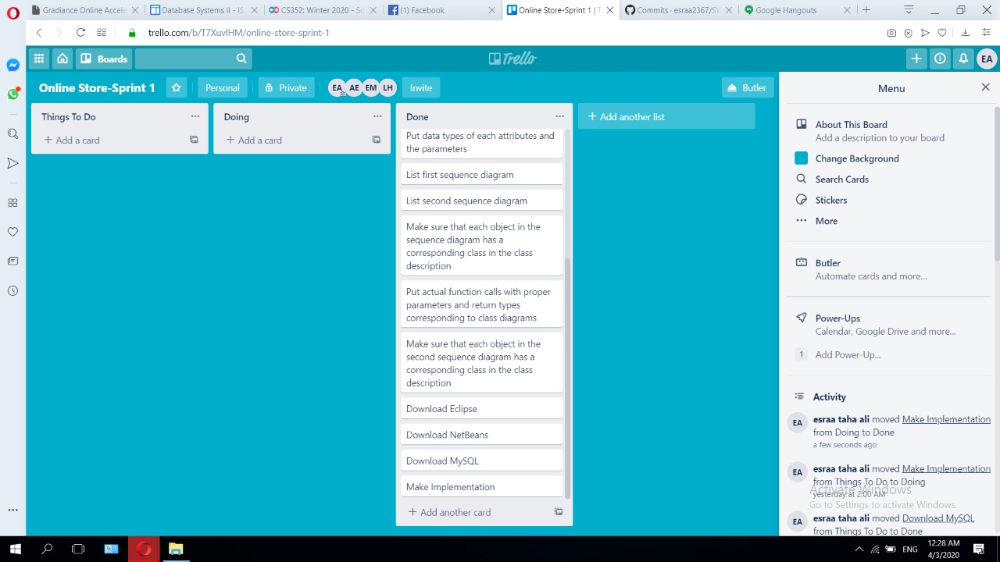 Gradiance Online Accele
Database Systems II - IS
CS352: Winter 2020 - So
(1) Facebook
Online Store-Sprint 1 | T
Commits · esraa2367/SW
Google Hangouts
trello.com/b/T7XuvlHM/online-store-sprint-1
Boards
Trello
EA
Online Store-Sprint 1
Personal
Private
EA AE EM LH
Invite
Butler
Things To Do
+ Add a card
Doing
+ Add a card
Done
Put data types of each attributes and
the parameters
List first sequence diagram
List second sequence diagram
Make sure that each object in the
sequence diagram has a
corresponding class in the class
description
Put actual function calls with proper
parameters and return types
corresponding to class diagrams
Make sure that each object in the
second sequence diagram has a
corresponding class in the class
description
Download Eclipse
Download NetBeans
Download MySQL
Make Implementation
+ Add another card
+ Add another list
Menu
About This Board
Add a description to your board
Change Background
Search Cards
Stickers
More
Butler
Automate cards and more...
Power-Ups
Calendar, Google Drive and more...
1 Add Power-Up...
Activity
EA esraa taha ali moved Make Implementation
from Doing to Done
a few seconds ago
EA esraa taha ali moved Make Implementation
from Things To Do to Doing
yesterday at 2:00 AM
EA esraa taha ali moved Download MySQL
from Things To Do to Done
Activate Windows
Go to Settings to activate Windows.
ENG
12:28 AM
4/3/2020